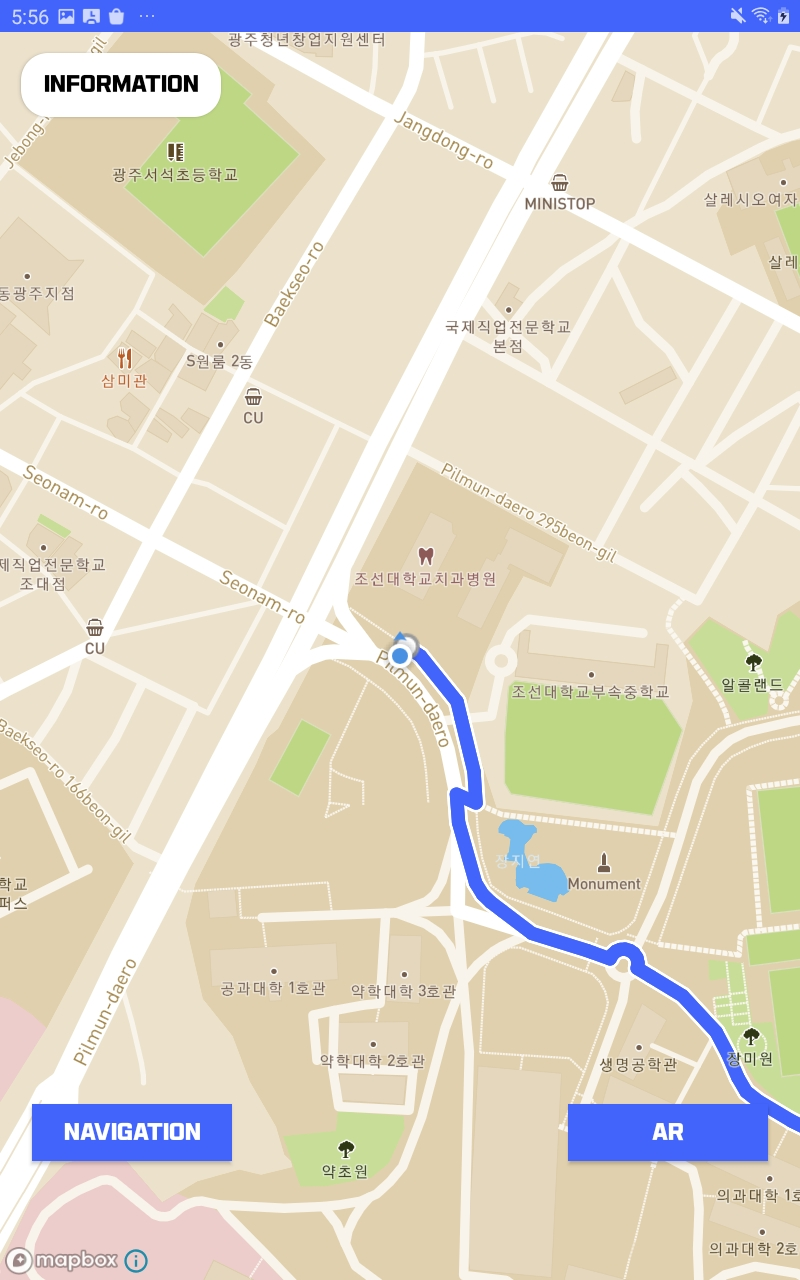 5:56
광주청년창업지원센터
INFORMATION
Jebong-r
Jangdong-ro
광주서석초등학교
MINISTOP
살레시오여자
살레
동광주지점
Baekseo-ro
국제직업전문학교
본점
S원룸 2동
삼미관
CU
Seonam-ro
Pilmun-daero 295beon-gil
제직업전문학교
조대점
조선대학교치과병원
Seonam-ro
CU
Pilmun-daero
알콜랜드
조선대학교부속중학교
Baekseo-ro 166beon-gil
장지연
Monument
학교
퍼스
공과대학 1호관
약학대학 3호관
Pilmun-daero
약학대학 2호관
생명공학관
장미원
NAVIGATION
AR
약초원
의과대학 1호
의과대학 2호
mapbox